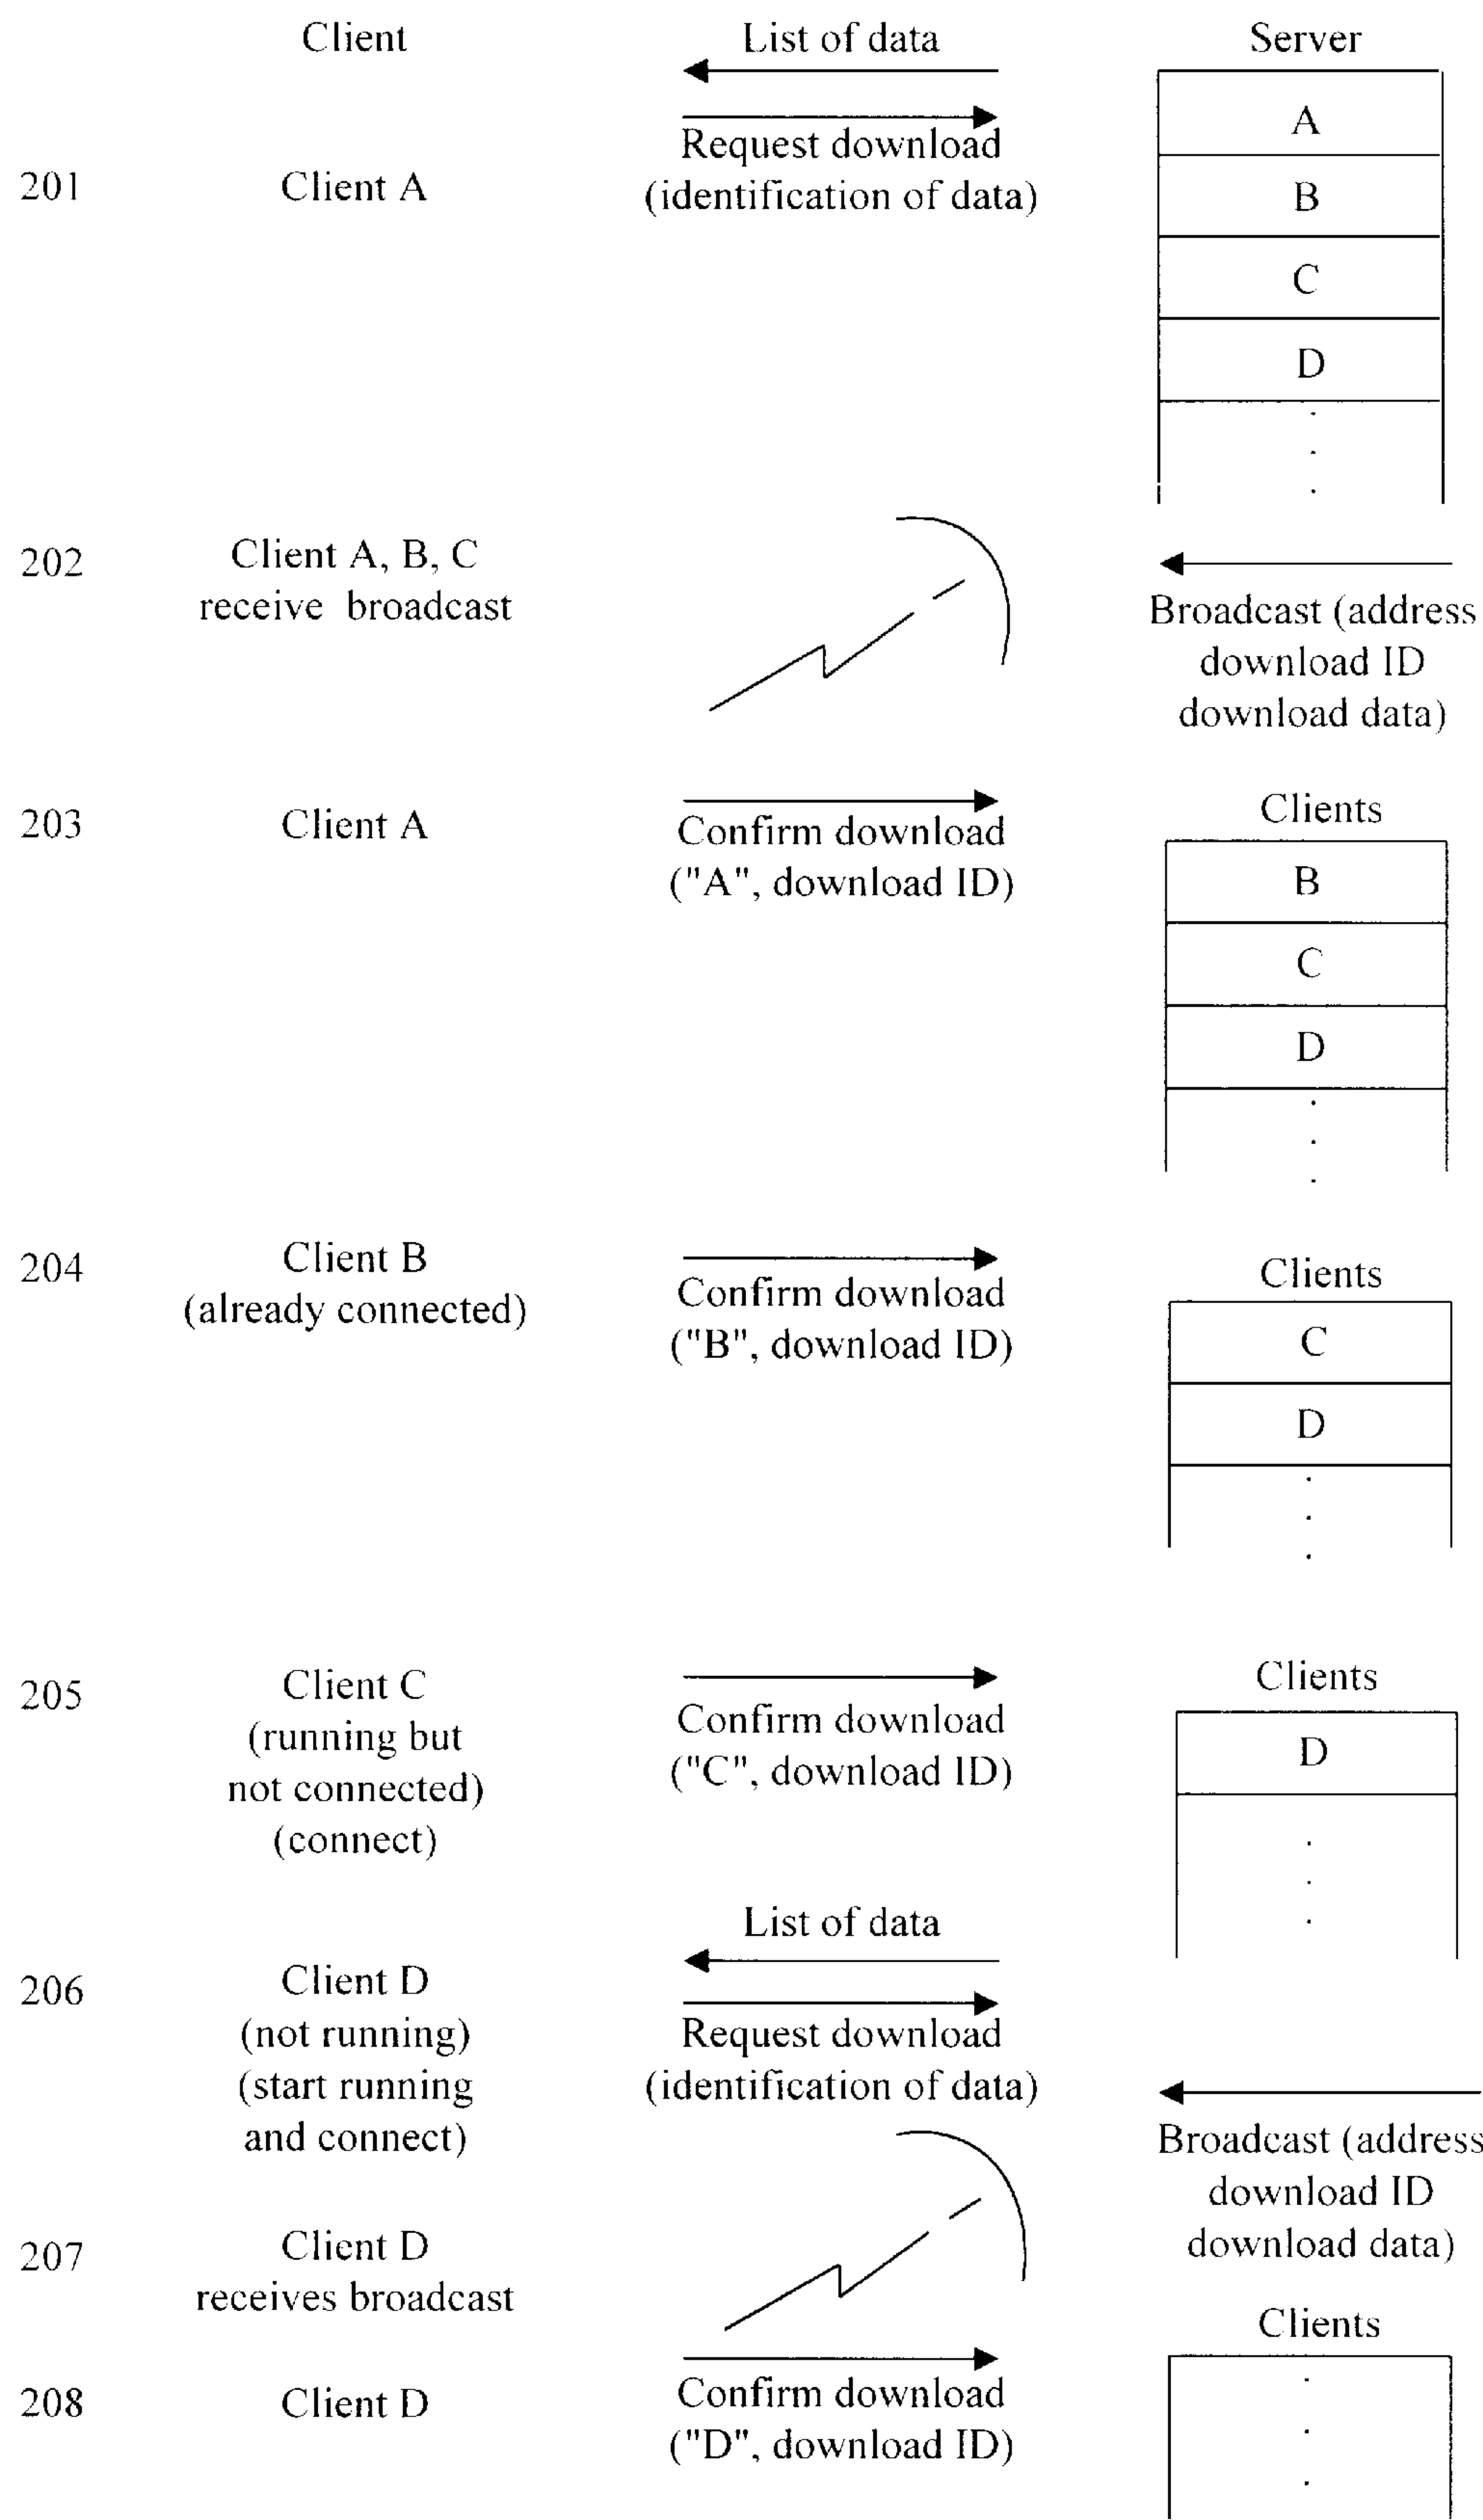 Client
List of data
Server
201
Client A
Request download
(identification of data)
A
B
C
D
202
Client A, B, C
receive broadcast
Broadcast (address
download ID
download data)
203
Client A
Confirm download
("A", download ID)
Clients
B
C
D
204
Client B
(already connected)
Confirm download
("B", download ID)
Clients
C
D
205
Client C
(running but
not connected)
(connect)
Confirm download
("C", download ID)
Clients
D
206
Client D
(not running)
(start running
and connect)
List of data
Request download
(identification of data)
Broadcast (address
download ID
download data)
207
Client D
receives broadcast
208
Client D
Confirm download
("D", download ID)
Clients